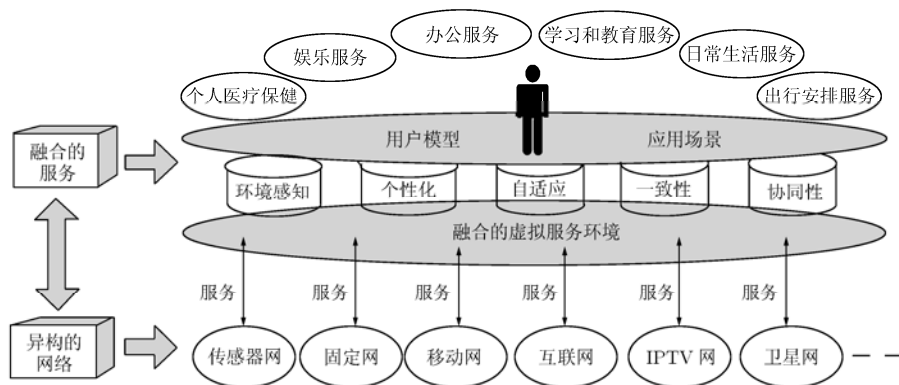 办公服务
学习和教育服务
娱乐服务
日常生活服务
个人医疗保健
出行安排服务
用户模型
应用场景
融合的
服务
环境感知
个性化
自适应
一致性
协同性
融合的虚拟服务环境
服务
服务
服务
服务
服务
服务
异构的
网络
传感器网
固定网
移动网
互联网
IPTV 网
卫星网